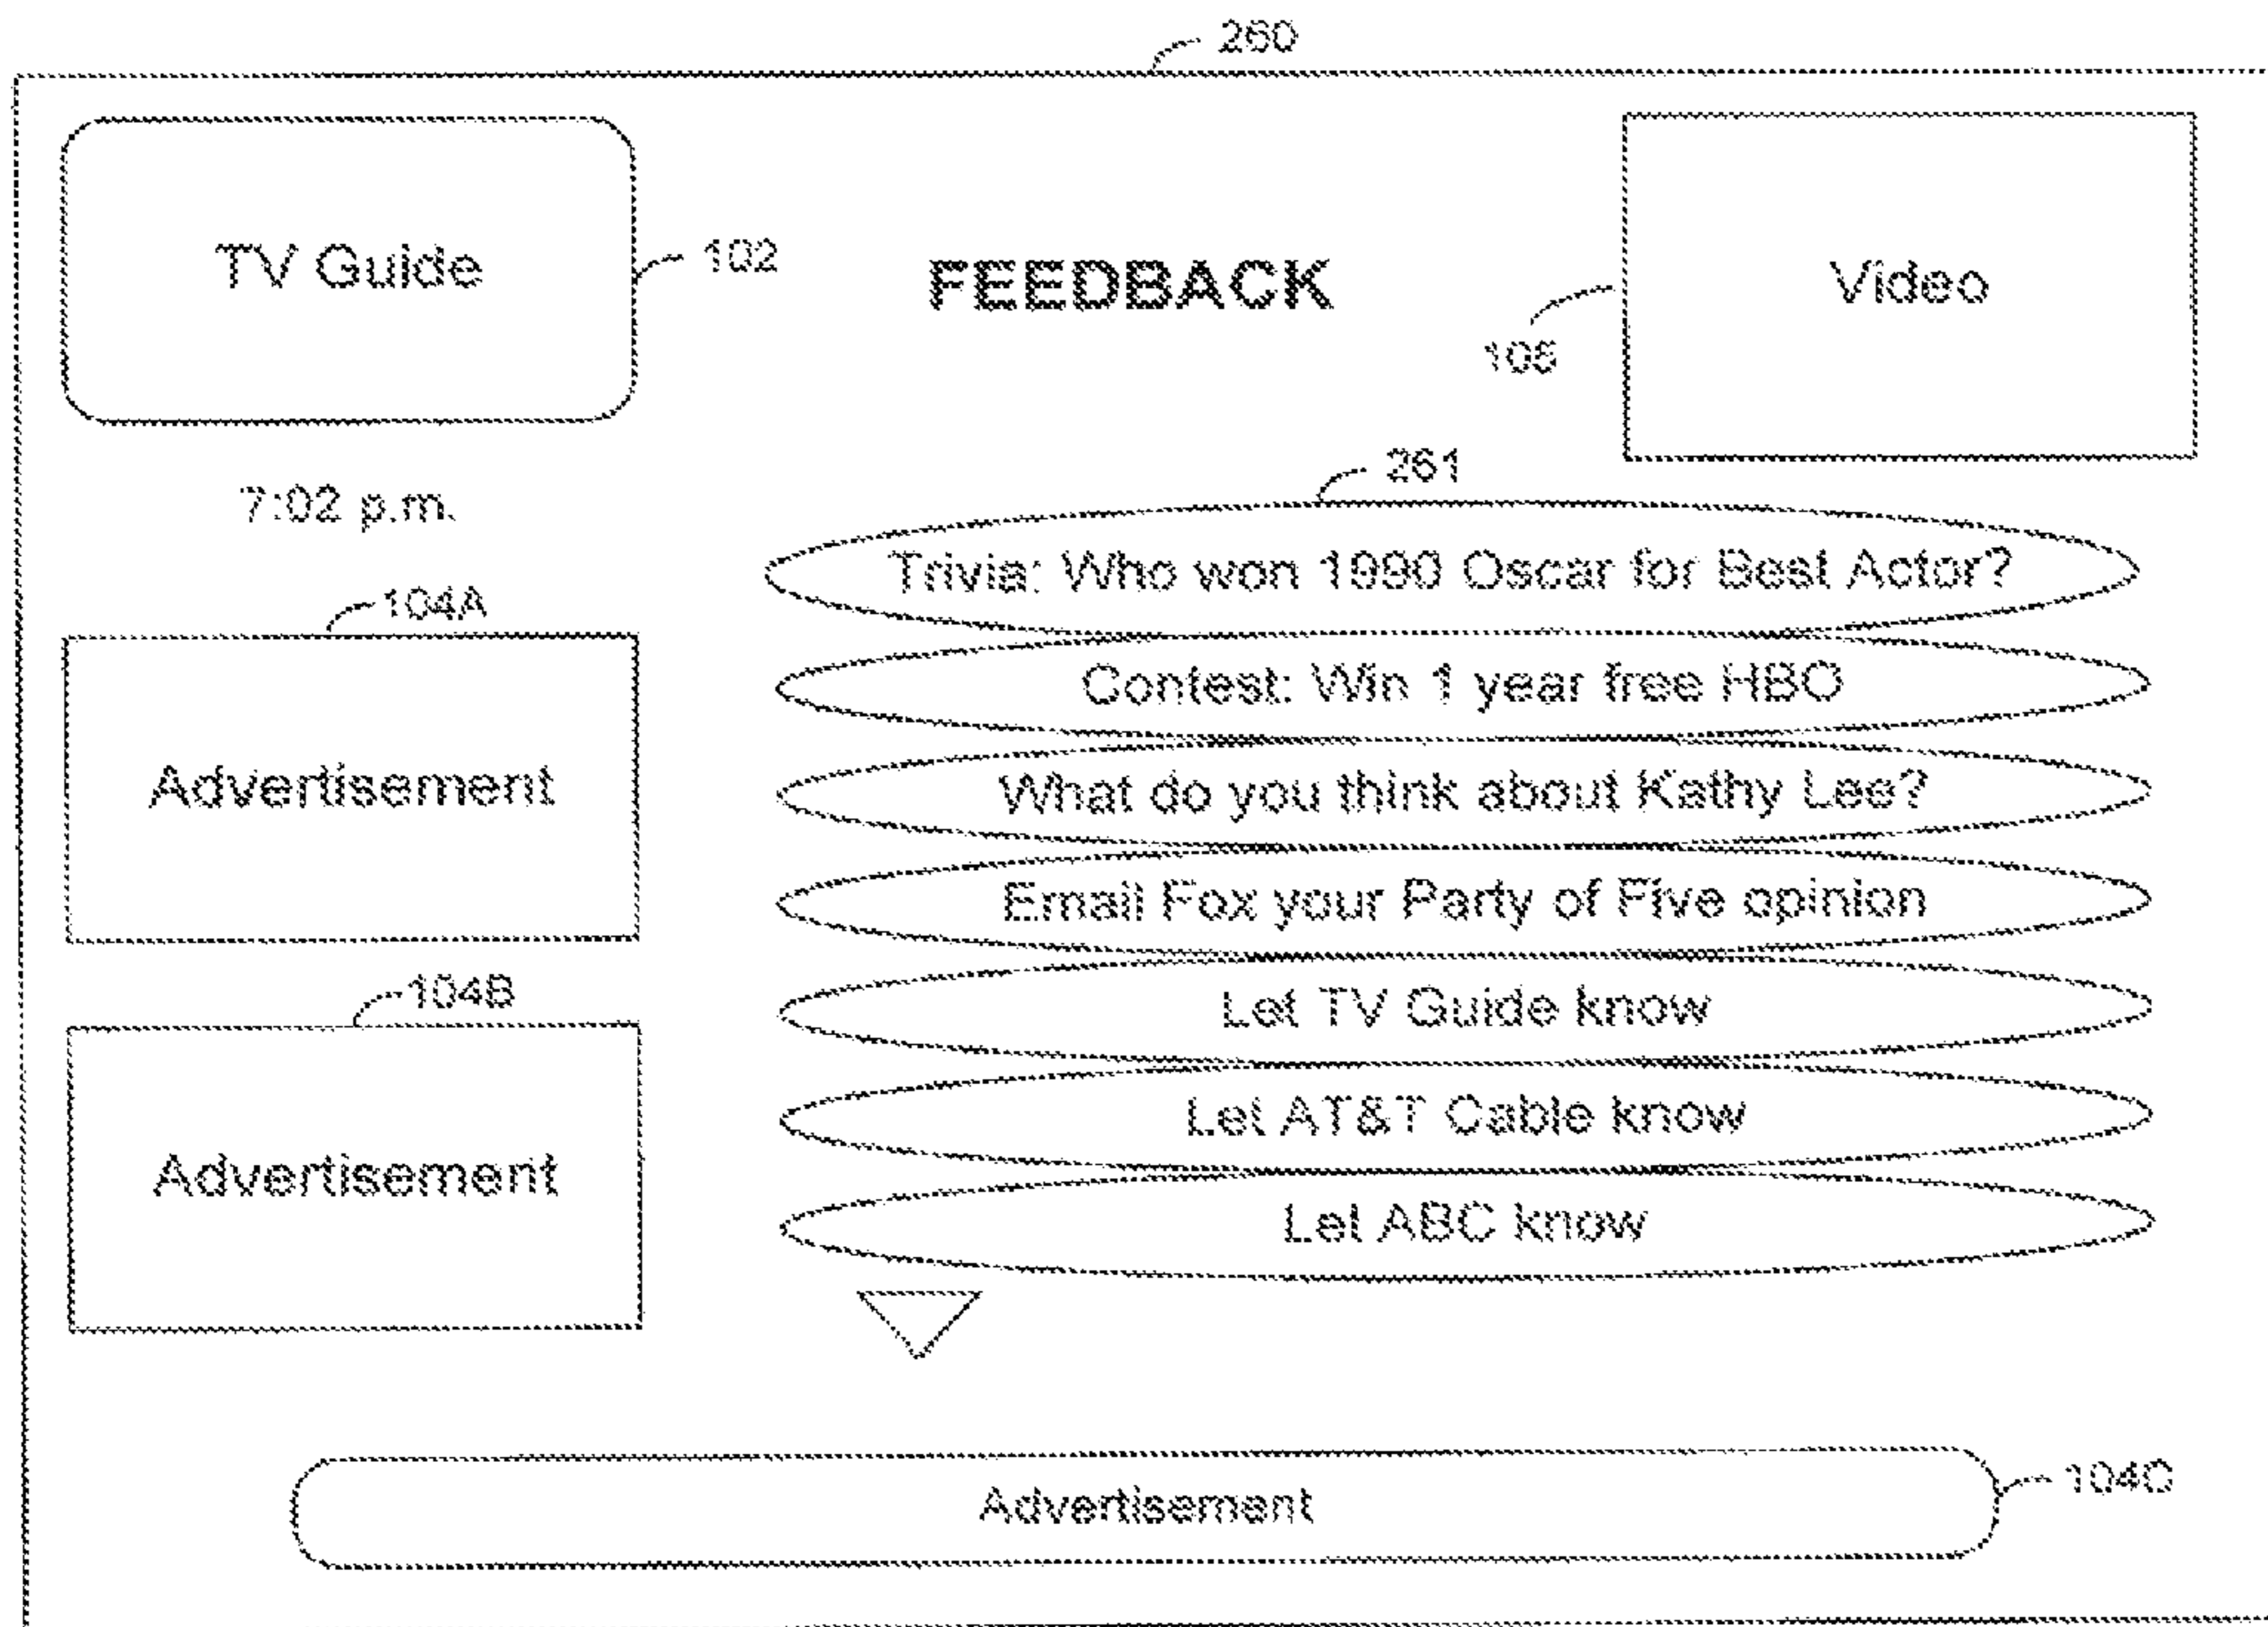 260
TV Guide
102
FEEDBACK
Video
106
7:02 p.m.
261
Trivia: Who won 1990 Oscar for Best Actor?
Contest: Win 1 year free HBO
What do you think about Kathy Lee?
Email Fox your Party of Five opinion
Let TV Guide know
Let AT&T Cable know
Let ABC know
104A
Advertisement
104B
Advertisement
Advertisement
104C